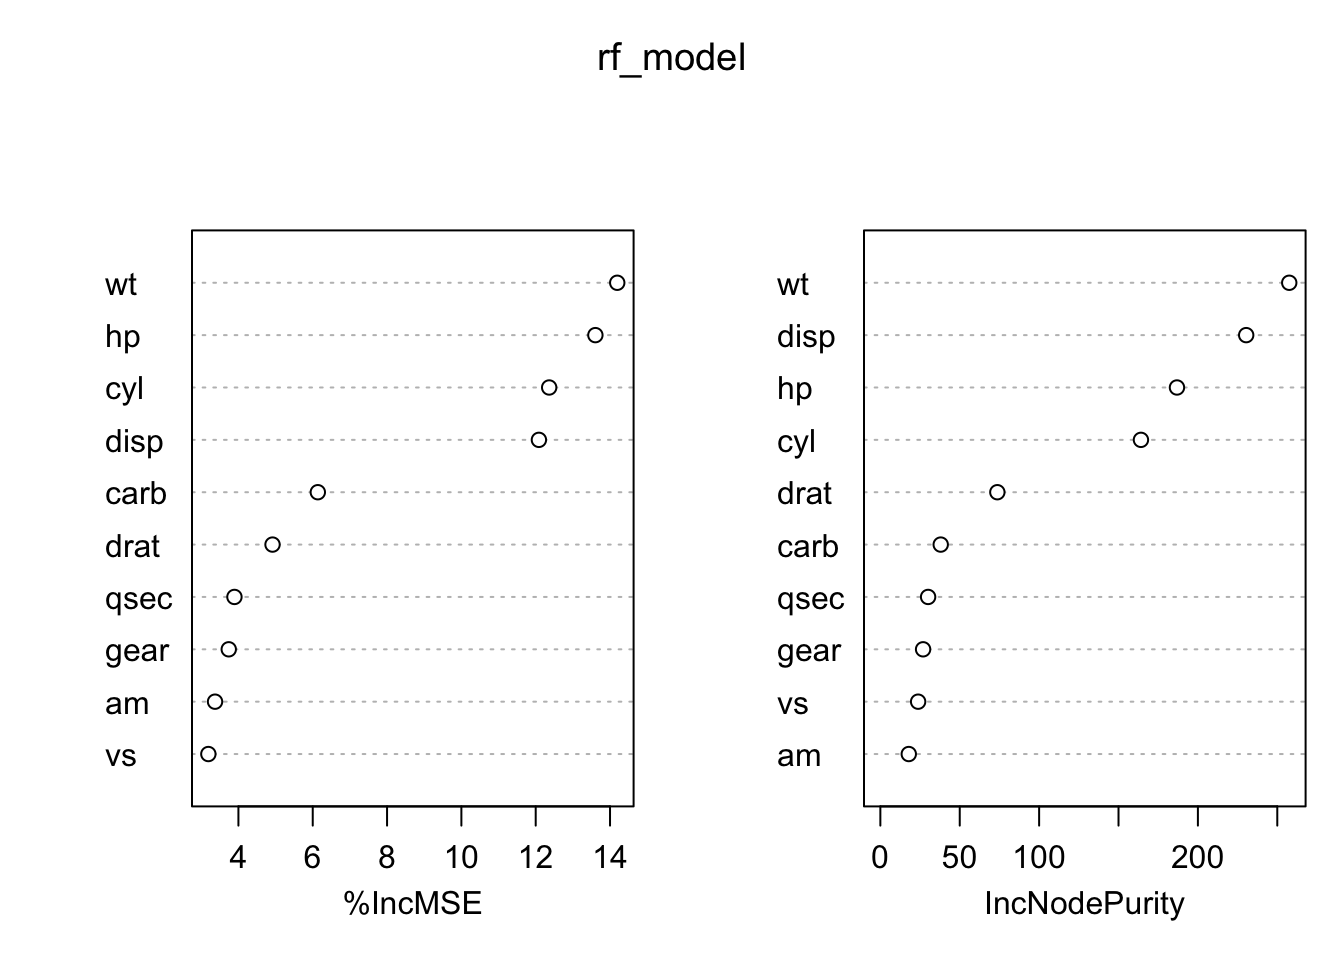 rf_model
wt
hp
cyl
disp
carb
drat
qsec
gear
am
vs
4 6 8 10 12 14
%IncMSE
wt
disp
hp
cyl
drat
carb
qsec
gear
vs
am
0 50 100 200
IncNodePurity